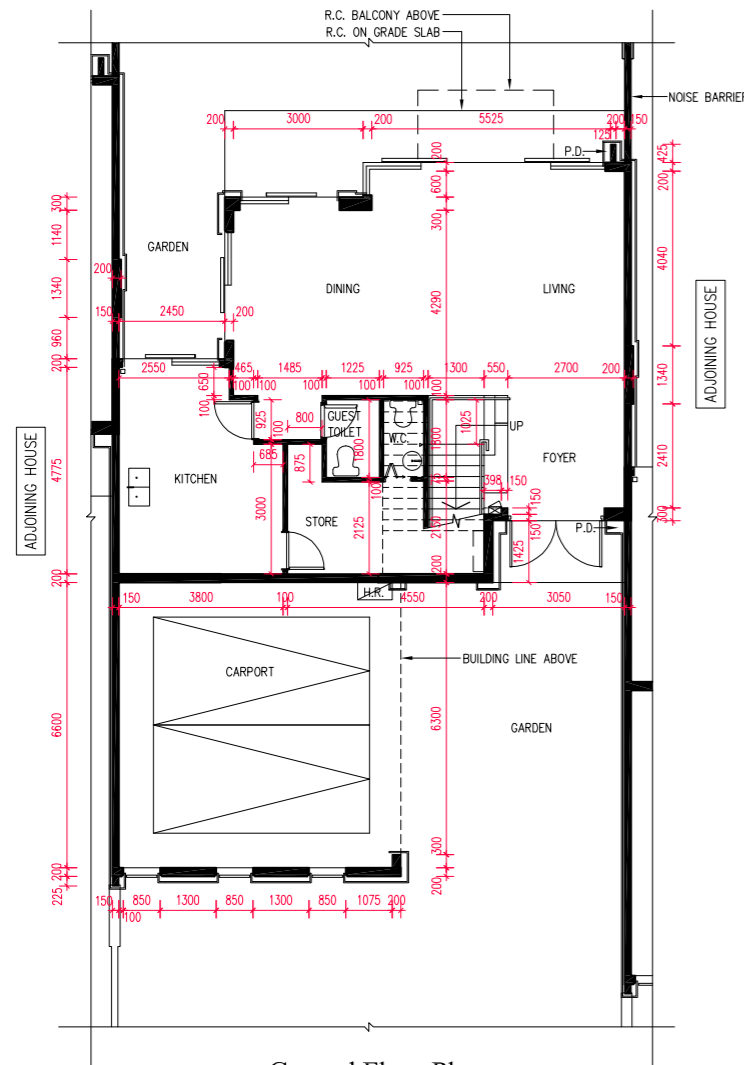 R.C. BALCONY ABOVE
R.C. ON GRADE SLAB
NOISE BARRIER
200 3000 200 5525 200 150
125
P.D.
425
200
200
600
300
300
1140
GARDEN
200
1340
DINING
LIVING
4290
4040
ADJOINING HOUSE
150 2450 200
960
200
2550 465 1485 1225 925 1300 550 2700 200
100 100 100 100
650
100
100
1340
925
100
800
GUEST
TOILET
W.C.
1800
1800
1025
UP
FOYER
2410
ADJOINING HOUSE
4775
KITCHEN
685
875
3000
STORE
100
2125
398 150
150
150
300
P.D.
1425
200
200
H.R.
150 3800 100 4550 200 3050 150
CARPORT
BUILDING LINE ABOVE
6600
6300
GARDEN
300
200
200
225
150 850 1300 850 1300 850 1075 200
100